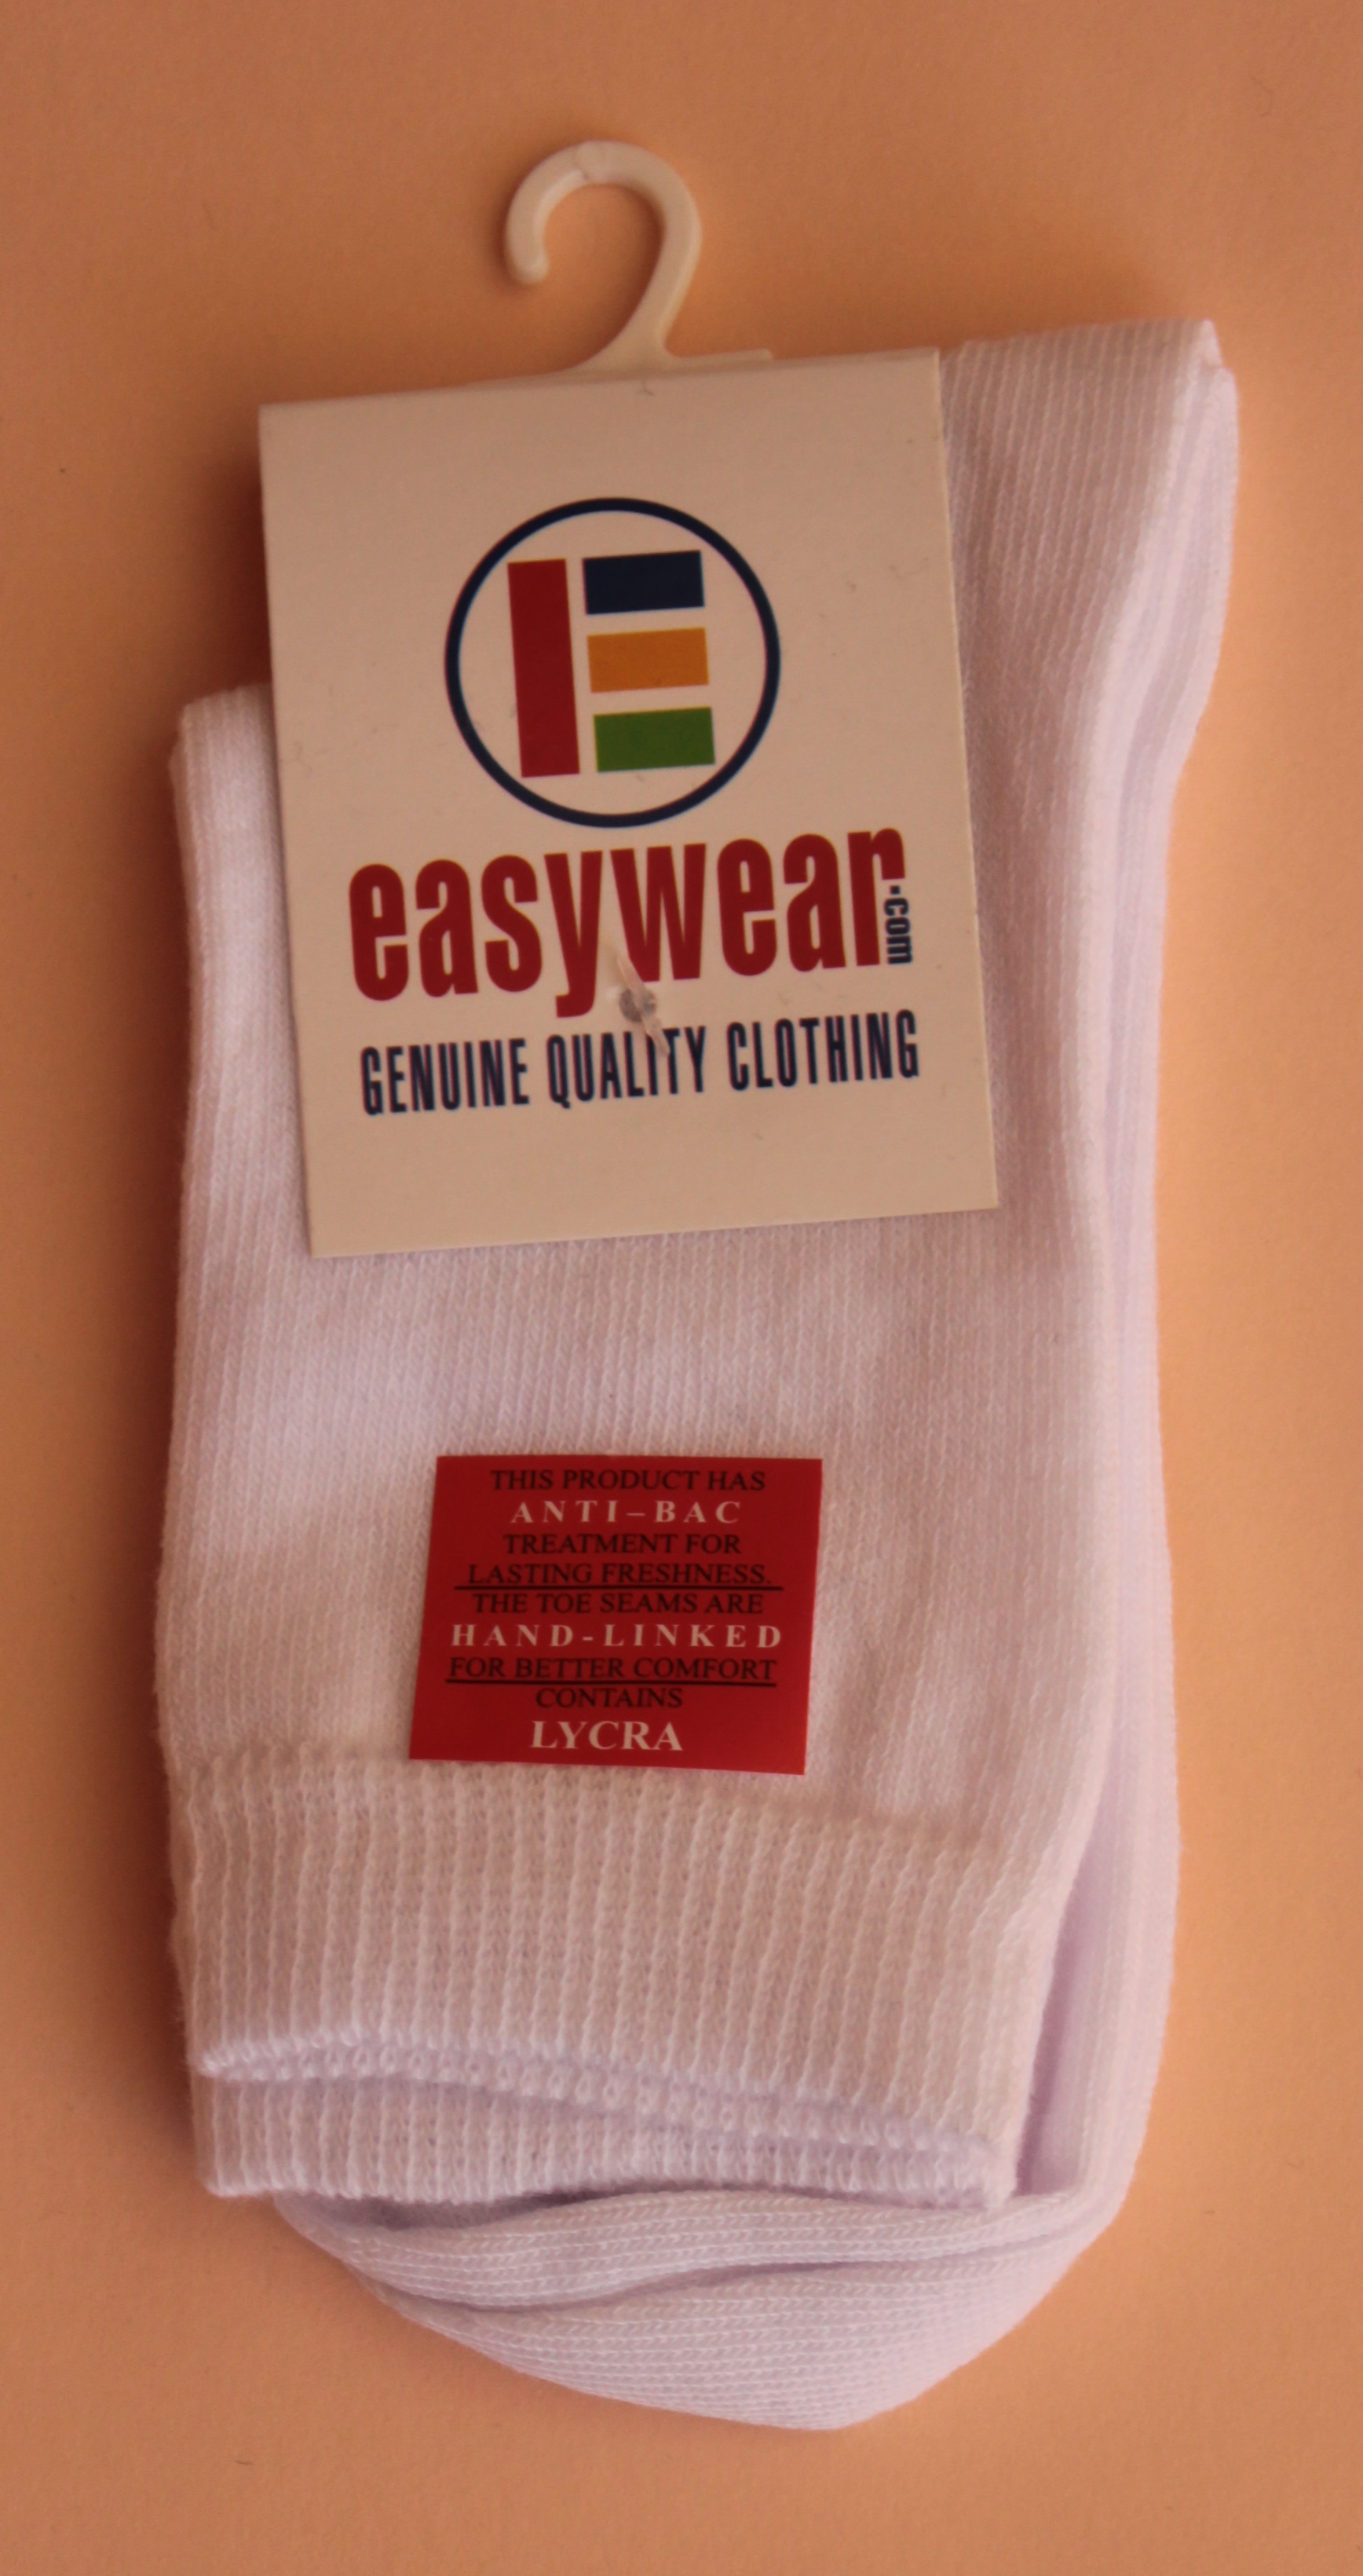 easywear.com
GENUINE QUALITY CLOTHING
THIS PRODUCT HAS
ANTI-BAC
TREATMENT FOR
LASTING FRESHNESS.
THE TOE SEAMS ARE
HAND-LINKED
FOR BETTER COMFORT
CONTAINS
LYCRA